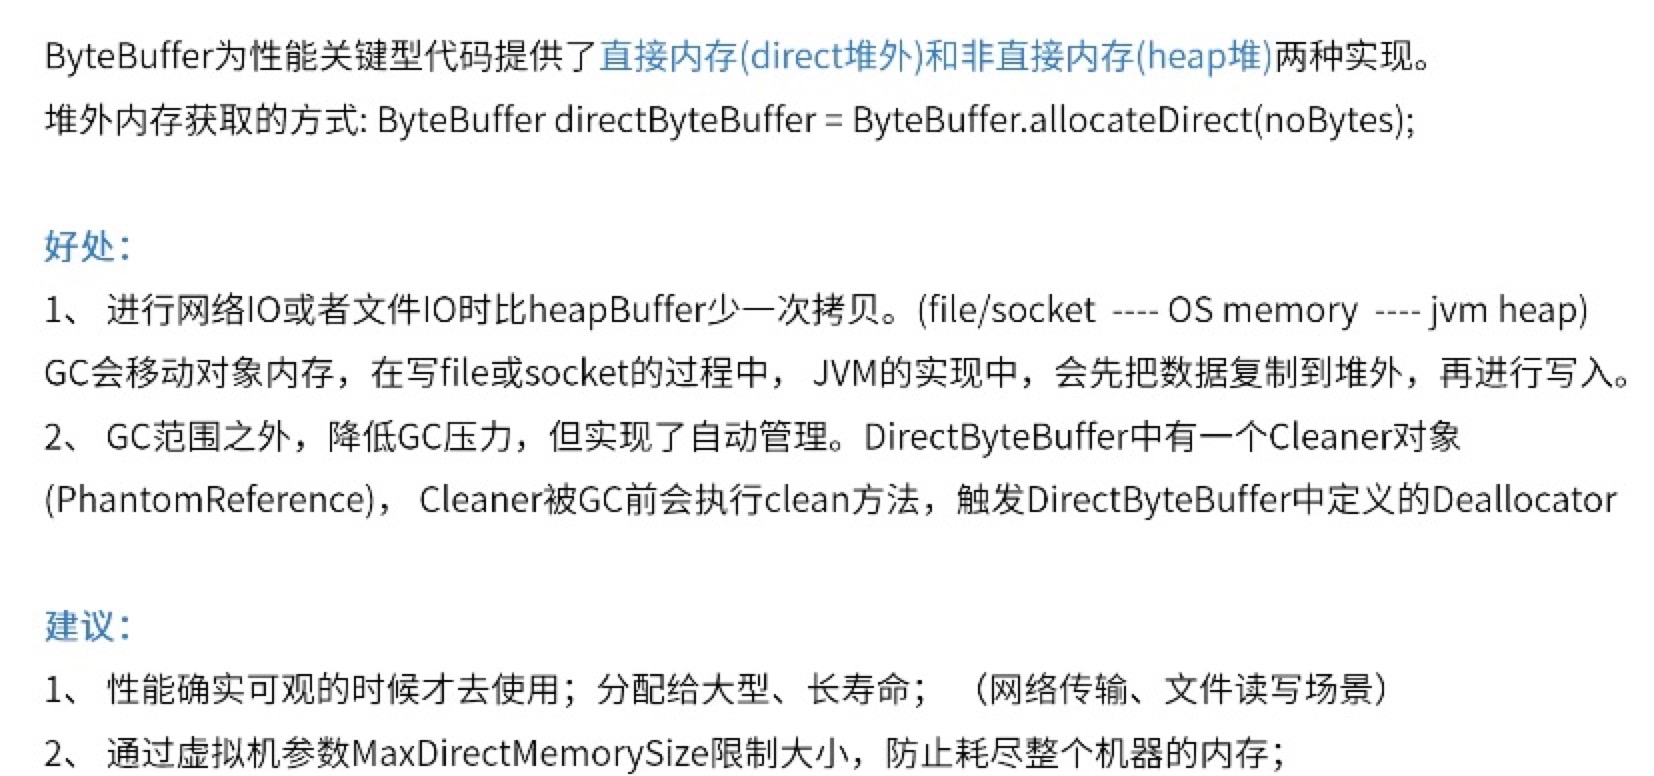 ByteBuffer为性能关键型代码提供了直接内存(direct堆外)和非直接内存(heap堆)两种实现。
堆外内存获取的方式: ByteBuffer directByteBuffer = ByteBuffer.allocateDirect(noBytes);
好处：
1、 进行网络IO或者文件IO时比heapBuffer少一次拷贝。(file/socket ---- OS memory ---- jvm heap)
GC会移动对象内存，在写file或socket的过程中， JVM的实现中，会先把数据复制到堆外，再进行写入。
2、 GC范围之外，降低GC压力，但实现了自动管理。DirectByteBuffer中有一个Cleaner对象
(PhantomReference)， Cleaner被GC前会执行clean方法，触发DirectByteBuffer中定义的Deallocator
建议：
1、 性能确实可观的时候才去使用；分配给大型、长寿命； （网络传输、文件读写场景）
2、 通过虚拟机参数MaxDirectMemorySize限制大小，防止耗尽整个机器的内存；